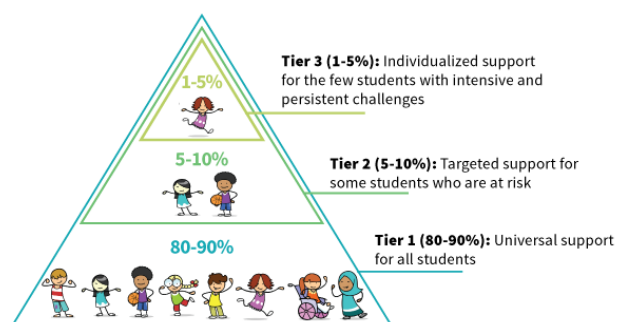 1-5%
Tier 3 (1-5%): Individualized support
for the few students with intensive and
persistent challenges
5-10%
Tier 2 (5-10%): Targeted support for
some students who are at risk
80-90%
Tier 1 (80-90%): Universal support
for all students